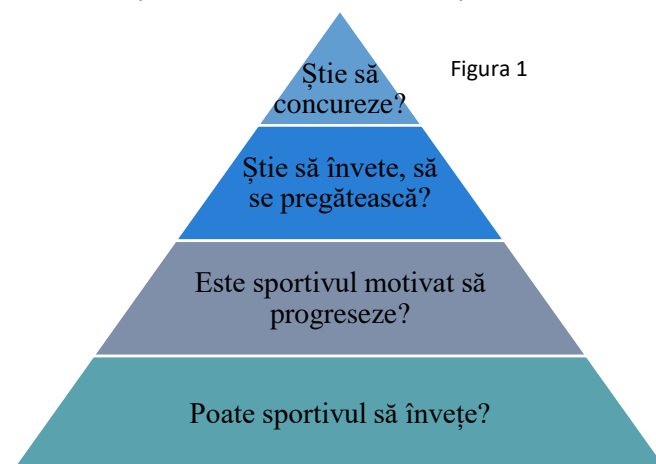 Știe să
concureze?
Figura 1
Știe să învete, să
se pregătească?
Este sportivul motivat să
progreseze?
Poate sportivul să învețe?